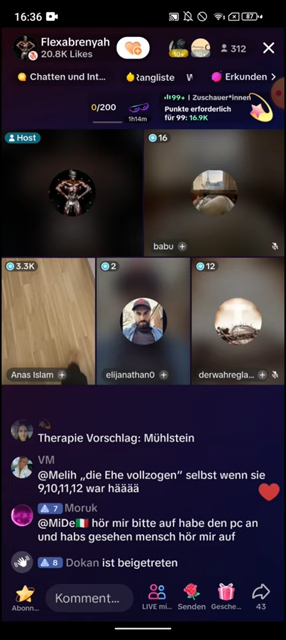 16:36
87
Flexabrenyah
20.8K Likes
312
Chatten und Int...
Rangliste
Erkunden
0/200
1h14m
99+ | Zuschauer*innen
Punkte erforderlich
für 99: 16.9K
Host
16
babu
3.3K
2
12
Anas Islam
elijanathan0
derwahregla...
Therapie Vorschlag: Mühlstein
VM
@Melih „die Ehe vollzogen" selbst wenn sie
9,10,11,12 war hääää
7 Moruk
@MiDe🇮🇹 hör mir bitte auf habe den pc an
und habs gesehen mensch hör mir auf
8 Dokan ist beigetreten
Abonn...
Komment...
LIVE mi...
Senden
Gesche...
43